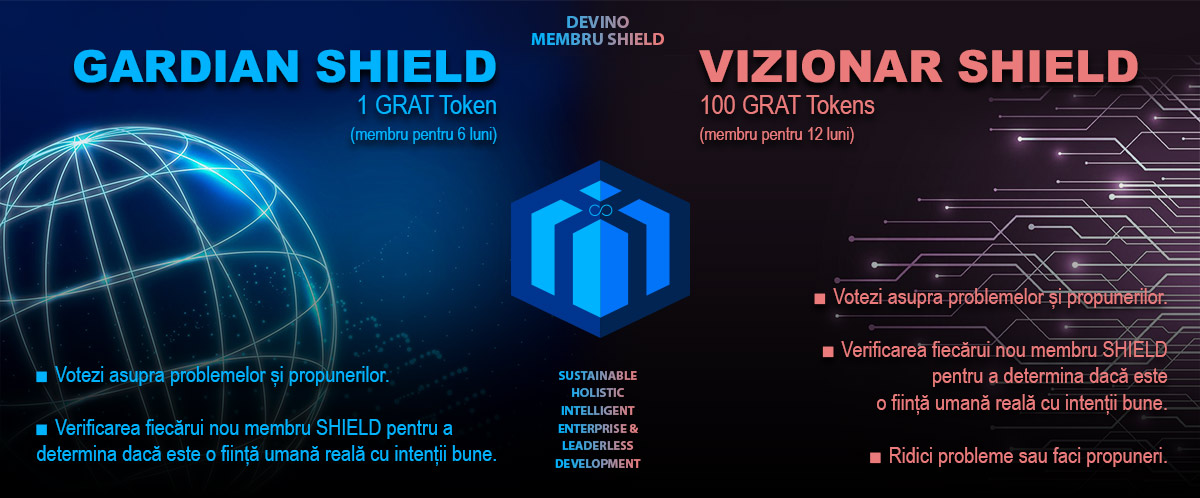 DEVINO
MEMBRU SHIELD
GARDIAN SHIELD
1 GRAT Token
(membru pentru 6 luni)
■ Votezi asupra problemelor și propunerilor.
■ Verificarea fiecărui nou membru SHIELD pentru a
determina dacă este o ființă umană reală cu intenții bune.
VIZIONAR SHIELD
100 GRAT Tokens
(membru pentru 12 luni)
■ Votezi asupra problemelor și propunerilor.
■ Verificarea fiecărui nou membru SHIELD
pentru a determina dacă este
o ființă umană reală cu intenții bune.
■ Ridici probleme sau faci propuneri.
SUSTAINABLE
HOLISTIC
INTELLIGENT
ENTERPRISE &
LEADERLESS
DEVELOPMENT